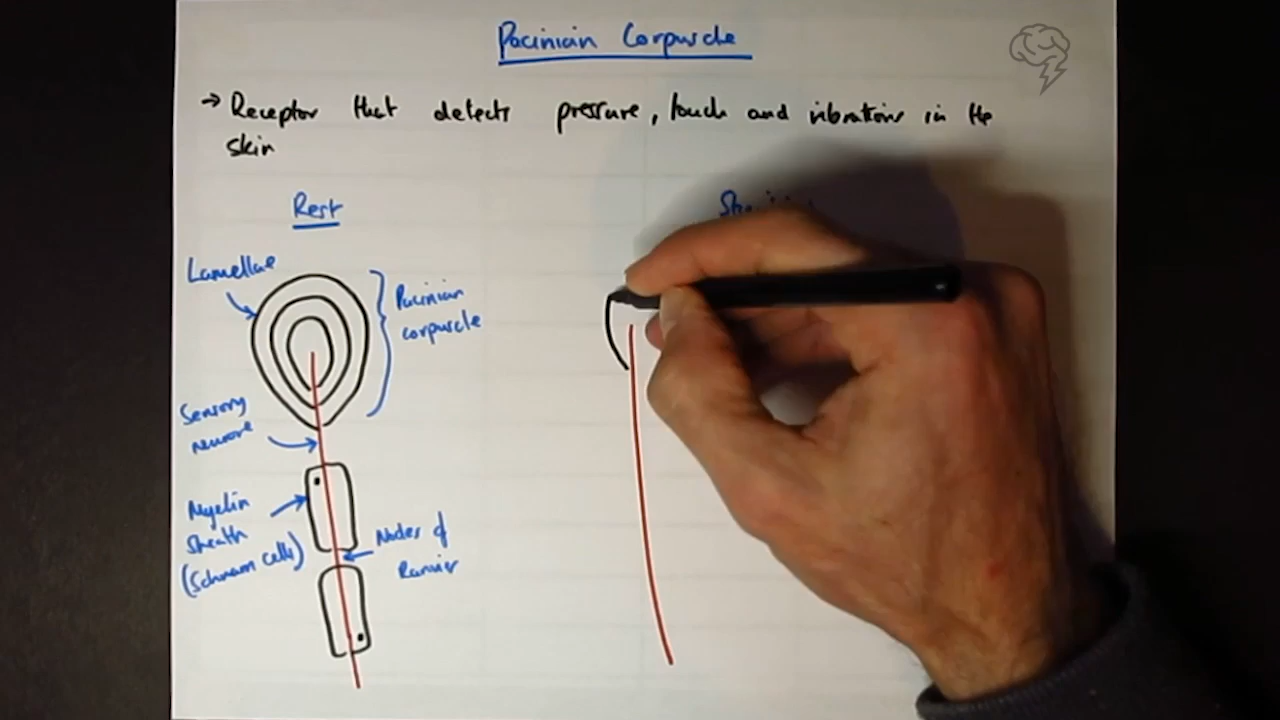 Pacinian Corpuscle
→ Receptor that detects pressure, touch and vibrations in the
skin
Rest
Lamellae
Pacinian
corpuscle
Sensory
neurone
Myelin
Sheath
(Schwann cells)
Nodes of
Ranvier